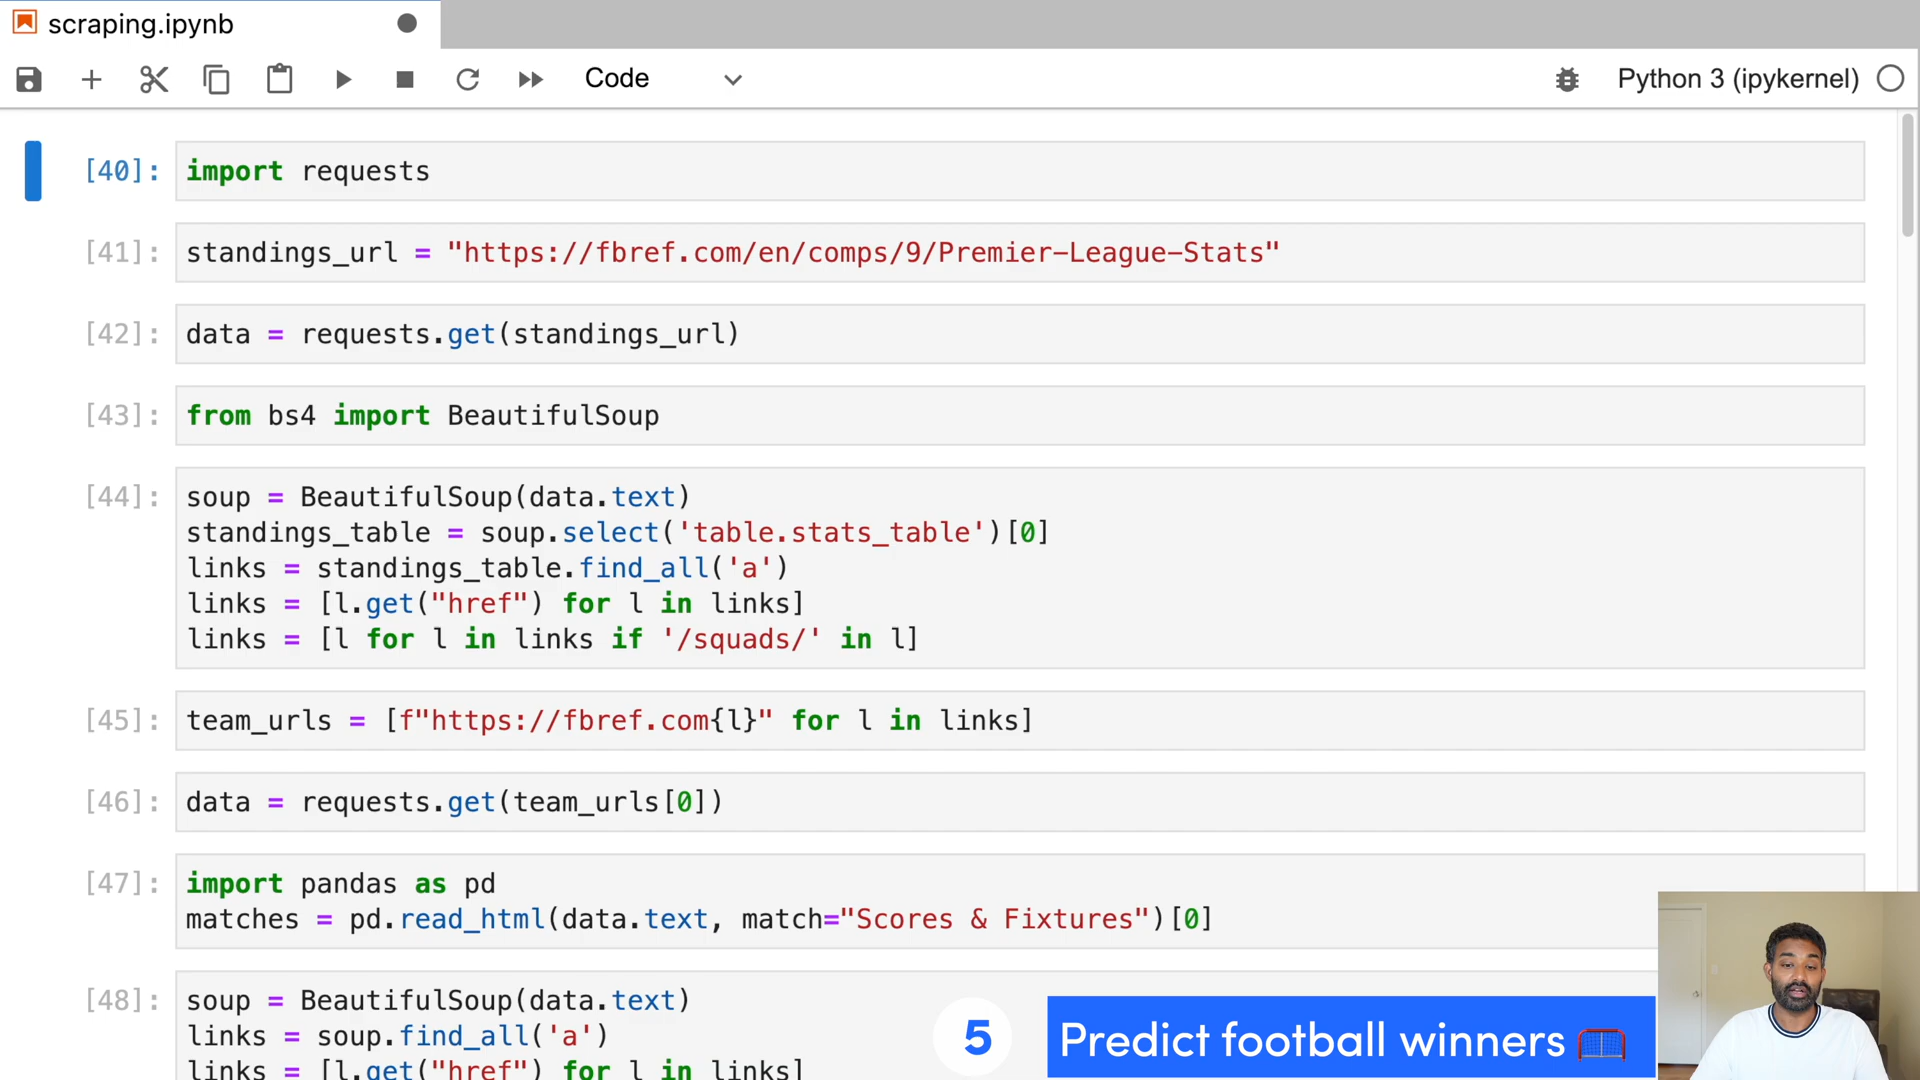 scraping.ipynb
Code
Python 3 (ipykernel)
[40]: import requests
[41]: standings_url = "https://fbref.com/en/comps/9/Premier-League-Stats"
[42]: data = requests.get(standings_url)
[43]: from bs4 import BeautifulSoup
[44]: soup = BeautifulSoup(data.text)
standings_table = soup.select('table.stats_table')[0]
links = standings_table.find_all('a')
links = [l.get("href") for l in links]
links = [l for l in links if '/squads/' in l]
[45]: team_urls = [f"https://fbref.com{l}" for l in links]
[46]: data = requests.get(team_urls[0])
[47]: import pandas as pd
matches = pd.read_html(data.text, match="Scores & Fixtures")[0]
[48]: soup = BeautifulSoup(data.text)
links = soup.find_all('a')
links = [l.get("href") for l in links]
5
Predict football winners